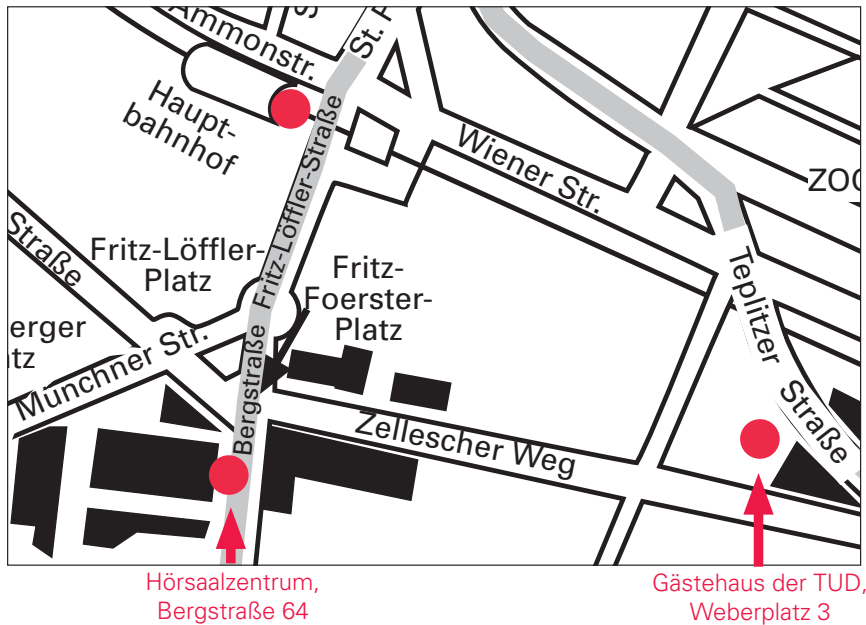 Ammonstr.
St. P
Haupt-
bahnhof
Wiener Str.
ZOO
Straße
Fritz-Löffler-
Platz
Fritz-Löffler-Straße
Fritz-
Foerster-
Platz
Teplitzer Straße
erger
tz
Münchner Str.
Bergstraße
Zellescher Weg
Hörsaalzentrum,
Bergstraße 64
Gästehaus der TUD,
Weberplatz 3